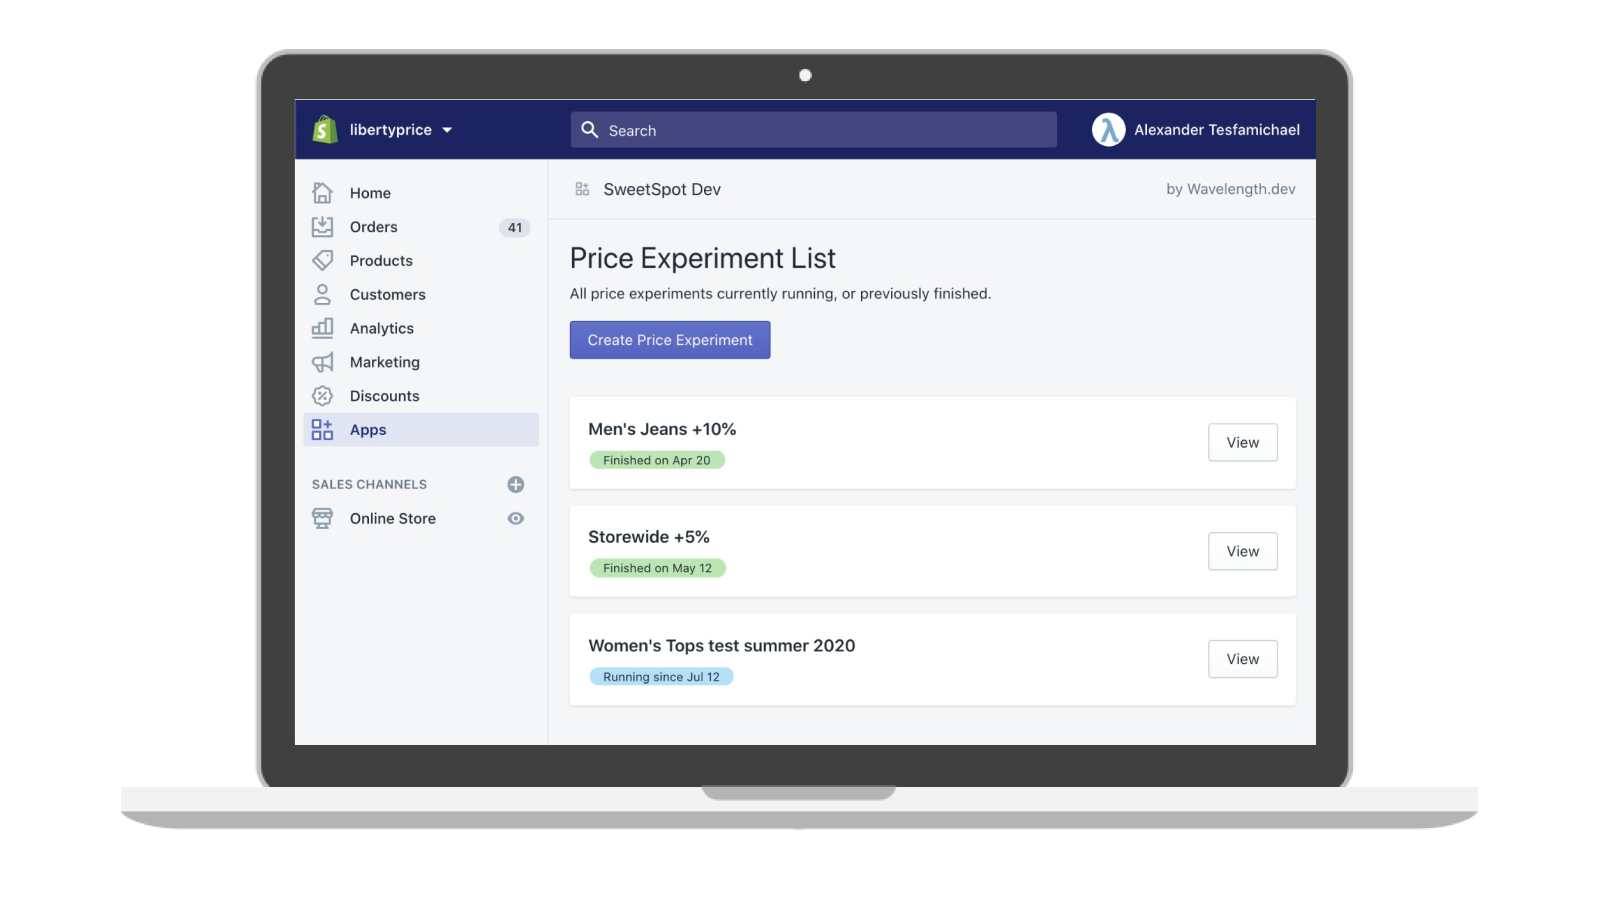 libertyprice
Search
Alexander Tesfamichael
Home
Orders 41
Products
Customers
Analytics
Marketing
Discounts
Apps
SALES CHANNELS
Online Store
SweetSpot Dev
by Wavelength.dev
Price Experiment List
All price experiments currently running, or previously finished.
Create Price Experiment
Men's Jeans +10%
Finished on Apr 20
View
Storewide +5%
Finished on May 12
View
Women's Tops test summer 2020
Running since Jul 12
View